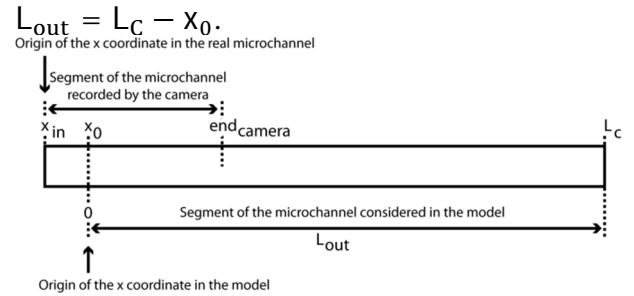 L_out = L_C − x_0.
Origin of the x coordinate in the real microchannel
Segment of the microchannel
recorded by the camera
x_in x_0 end_camera L_c
0 Segment of the microchannel considered in the model
L_out
Origin of the x coordinate in the model